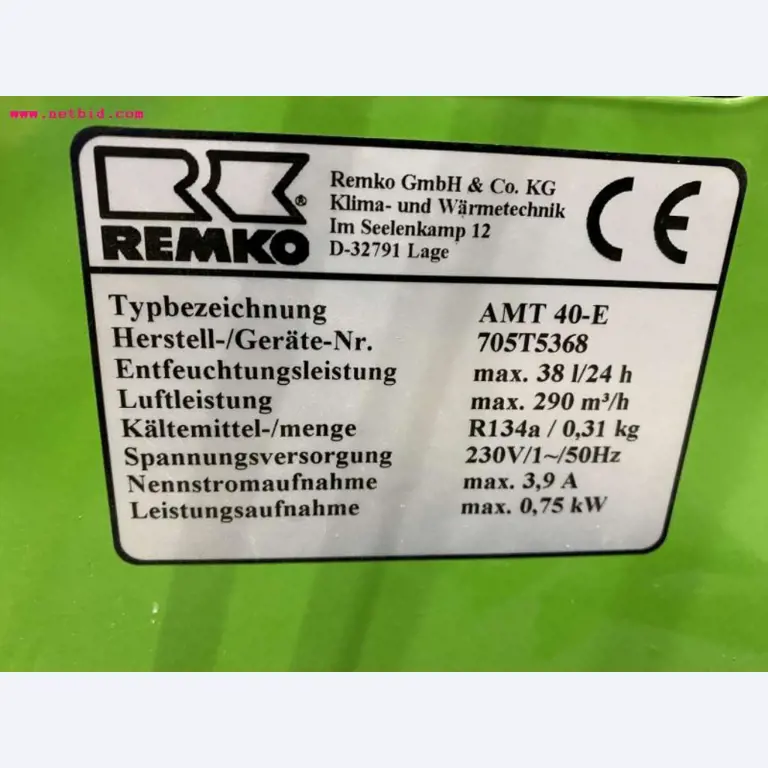 www.netbid.com
REMKO®
Remko GmbH & Co. KG
Klima- und Wärmetechnik
Im Seelenkamp 12
D-32791 Lage
CE
Typbezeichnung AMT 40-E
Herstell-/Geräte-Nr. 705T5368
Entfeuchtungsleistung max. 38 l/24 h
Luftleistung max. 290 m³/h
Kältemittel-/menge R134a / 0,31 kg
Spannungsversorgung 230V/1~/50Hz
Nennstromaufnahme max. 3,9 A
Leistungsaufnahme max. 0,75 kW